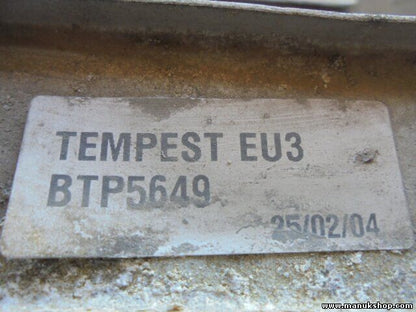 TEMPEST EU3
BTP5649
25/02/04
www.manukshop.com